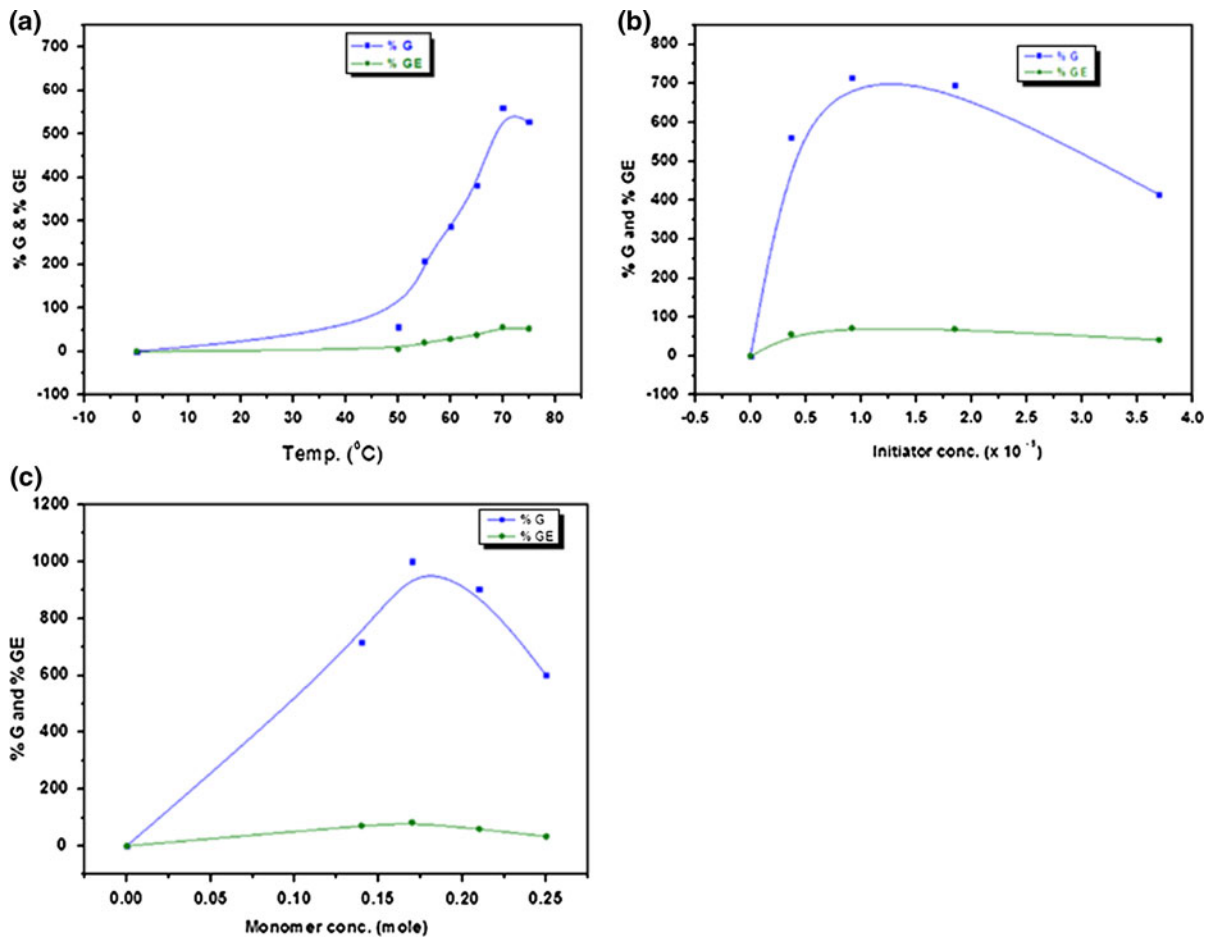 (a)
% G
% GE
700
600
500
400
300
200
100
0
-100
% G & % GE
-10 0 10 20 30 40 50 60 70 80
Temp. (⁰C)
(b)
% G
% GE
800
700
600
500
400
300
200
100
0
-100
% G and % GE
-0.5 0.0 0.5 1.0 1.5 2.0 2.5 3.0 3.5 4.0
Initiator conc. (x 10
(c)
% G
% GE
1200
1000
800
600
400
200
0
% G and % GE
0.00 0.05 0.10 0.15 0.20 0.25
Monomer conc. (mole)